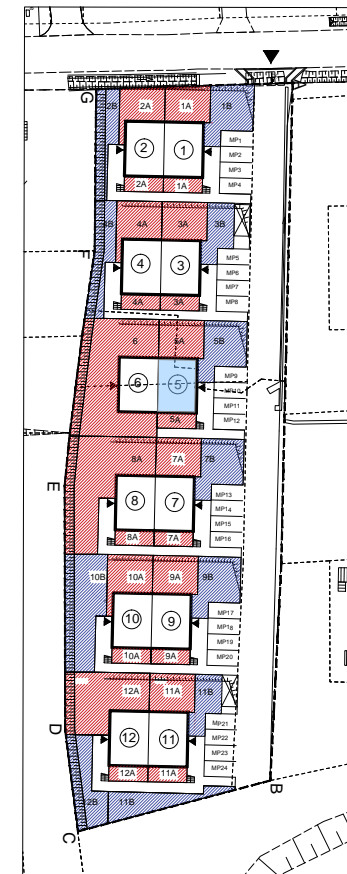 G
2B 2A 1A 1B
2 1
MP1
MP2
MP3
MP4
2A 1A
F
4A 3A 3B
4 3
MP5
MP6
MP7
MP8
4A 3A
6 5A 5B
6 5
MP9
MP10
MP11
MP12
5A
E
8A 7A 7B
8 7
MP13
MP14
MP15
MP16
8A 7A
10B 10A 9A 9B
10 9
MP17
MP18
MP19
MP20
10A 9A
12A 11A 11B
D
12 11
MP21
MP22
MP23
MP24
12A 11A
B
12B 11B
C